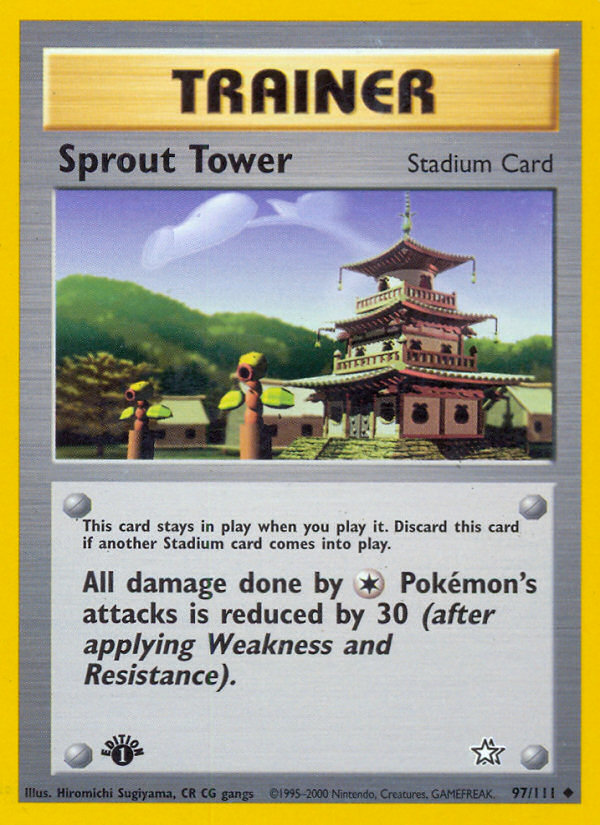 TRAINER
Sprout Tower
Stadium Card
This card stays in play when you play it. Discard this card
if another Stadium card comes into play.
All damage done by Pokémon's
attacks is reduced by 30 (after
applying Weakness and
Resistance).
EDITION
1
Illus. Hiromichi Sugiyama, CR CG gangs ©1995-2000 Nintendo, Creatures, GAMEFREAK. 97/111